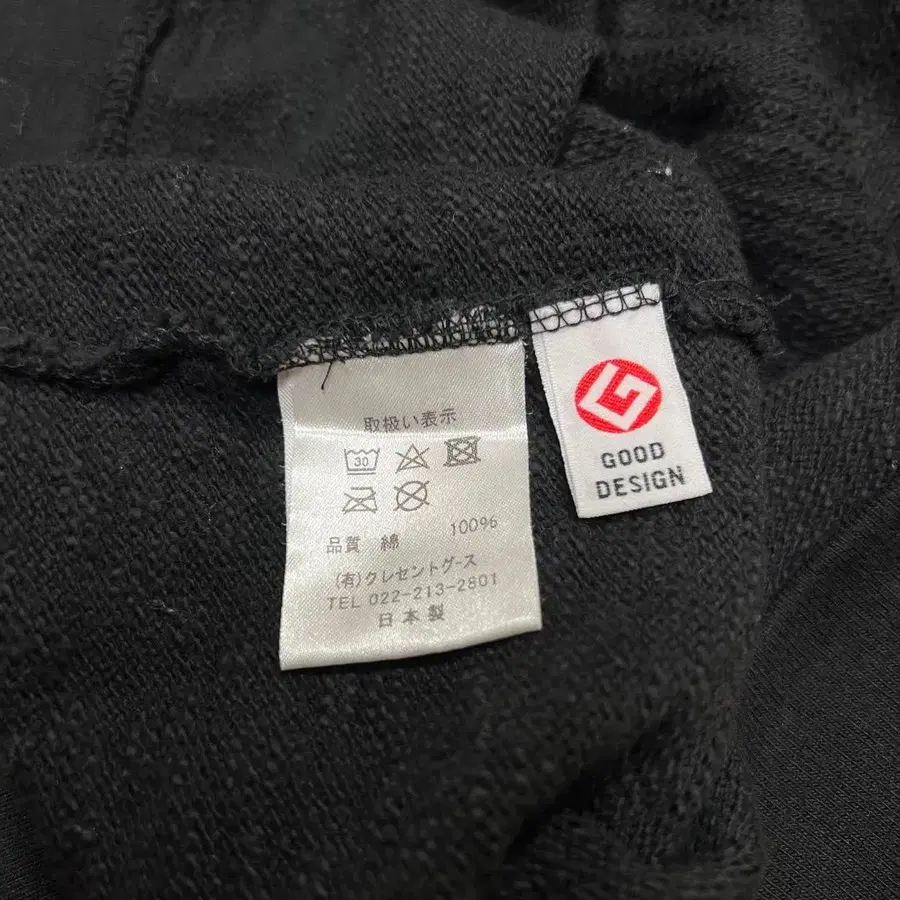 取扱い表示
30
品質 綿 100%
(有)クレセントグース
TEL 022-213-2801
日本製
GOOD
DESIGN